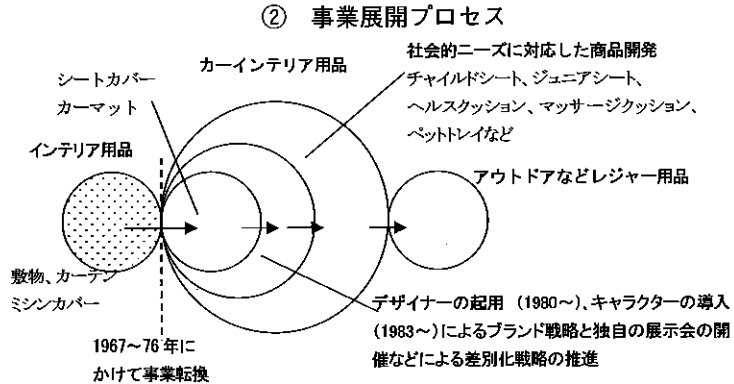 ② 事業展開プロセス
社会的ニーズに対応した商品開発
チャイルドシート、ジュニアシート、
ヘルスクッション、マッサージクッション、
ペットトレイなど
カーインテリア用品
シートカバー
カーマット
インテリア用品
アウトドアなどレジャー用品
敷物、カーテン
ミシンカバー
デザイナーの起用 (1980～)、キャラクターの導入
(1983～)によるブランド戦略と独自の展示会の開
催などによる差別化戦略の推進
1967～76 年に
かけて事業転換